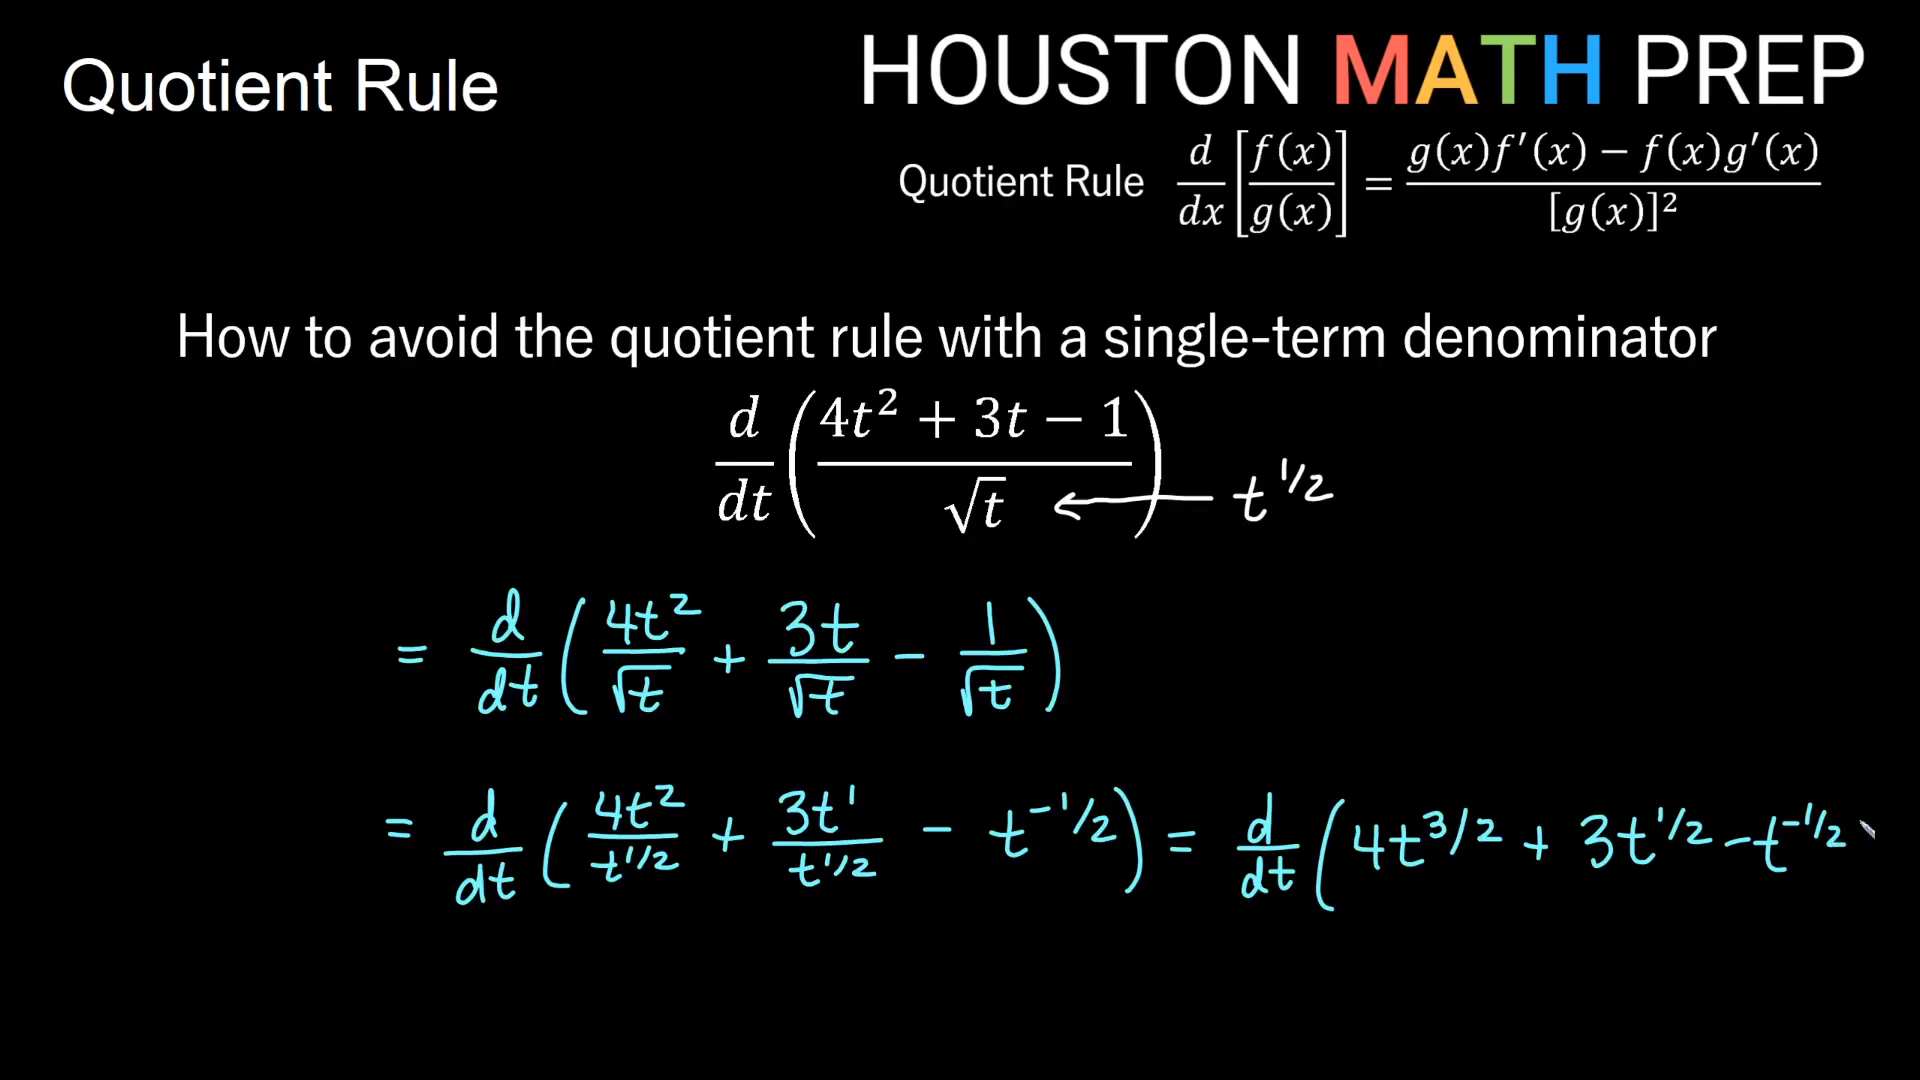 Quotient Rule
HOUSTON MATH PREP
Quotient Rule d/dx [f(x)/g(x)] = (g(x)f′(x) − f(x)g′(x))/[g(x)]²
How to avoid the quotient rule with a single-term denominator
d/dt ((4t² + 3t − 1)/√t) ← t^1/2
= d/dt (4t²/√t + 3t/√t − 1/√t)
= d/dt (4t²/t^1/2 + 3t^1/t^1/2 − t^-1/2) = d/dt (4t^3/2 + 3t^1/2 − t^-1/2